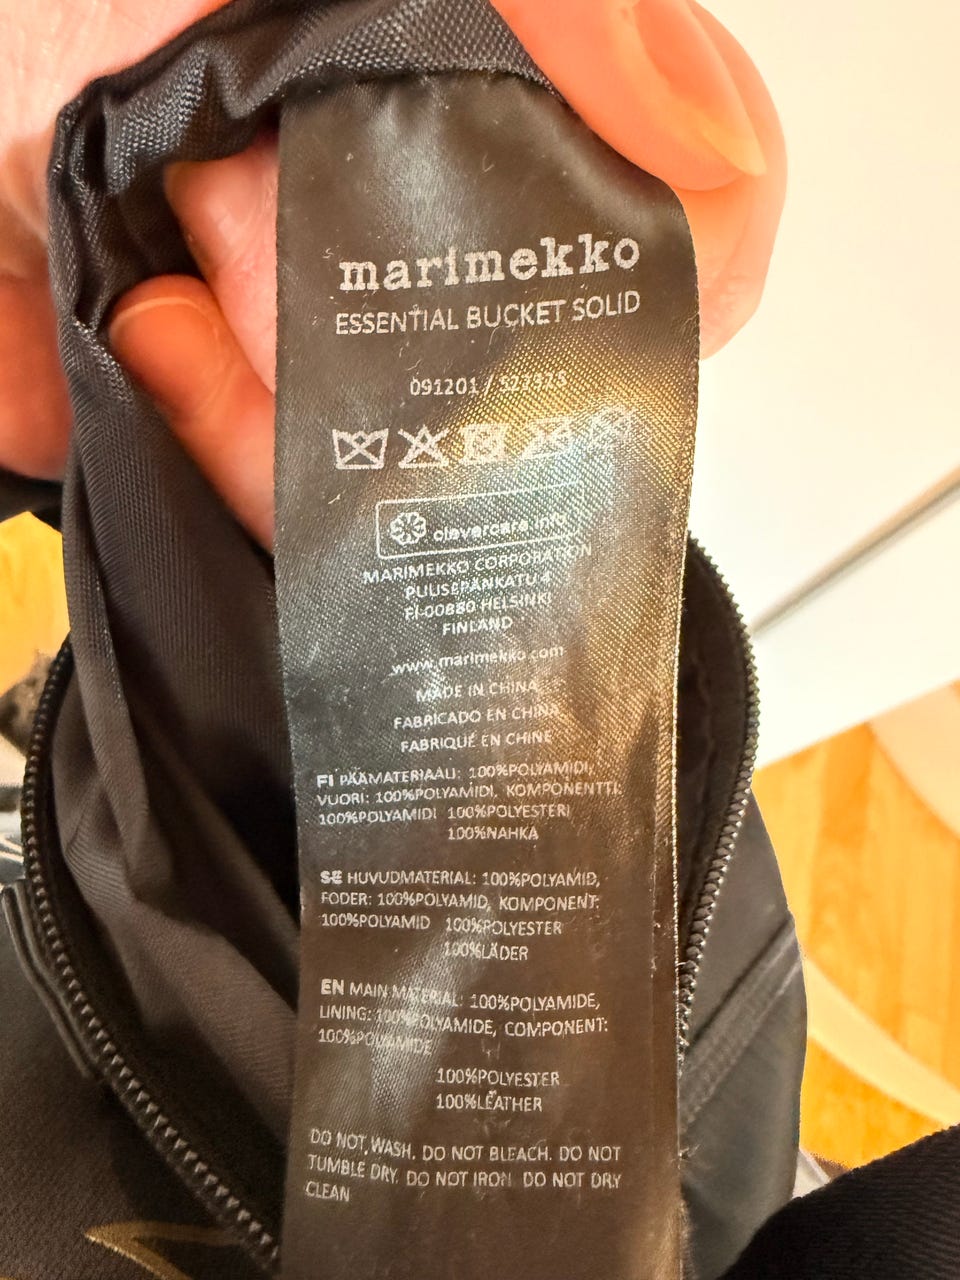 marimekko
ESSENTIAL BUCKET SOLID
091201 /
clevercare.info
MARIMEKKO CORPORATION
PUUSEPÄNKATU 4
FI-00880 HELSINKI
FINLAND
www.marimekko.com
MADE IN CHINA
FABRICADO EN CHINA
FABRIQUÉ EN CHINE
FI PÄÄMATERIAALI: 100%POLYAMIDI,
VUORI: 100%POLYAMIDI, KOMPONENTTI:
100%POLYAMIDI 100%POLYESTERI
100%NAHKA
SE HUVUDMATERIAL: 100%POLYAMID,
FODER: 100%POLYAMID, KOMPONENT:
100%POLYAMID 100%POLYESTER
100%LÄDER
EN MAIN MATERIAL: 100%POLYAMIDE,
LINING: 100%POLYAMIDE, COMPONENT:
100%POLYAMIDE
100%POLYESTER
100%LEATHER
DO NOT WASH. DO NOT BLEACH. DO NOT
TUMBLE DRY. DO NOT IRON DO NOT DRY
CLEAN